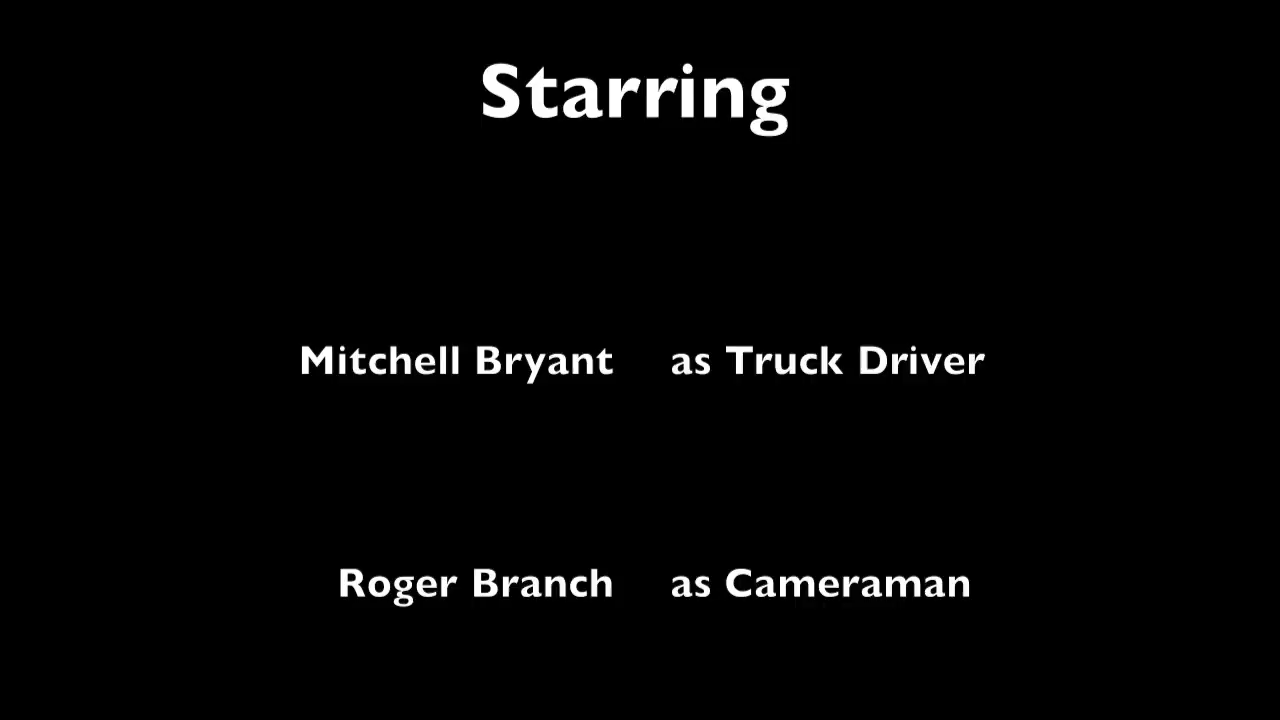 Starring
Mitchell Bryant as Truck Driver
Roger Branch as Cameraman